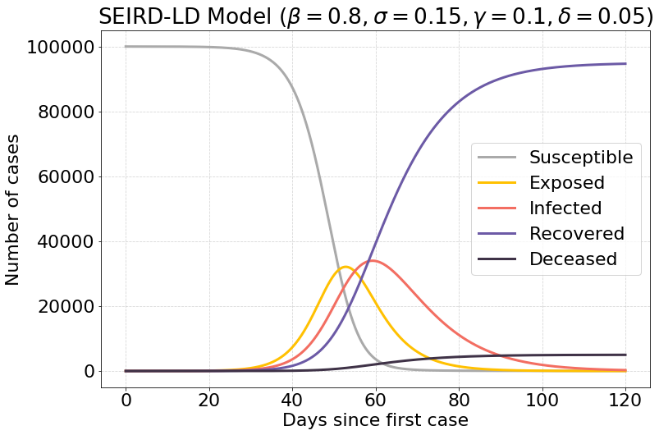 SEIRD-LD Model (β = 0.8, σ = 0.15, γ = 0.1, δ = 0.05)
100000
80000
60000
40000
20000
0
Number of cases
Susceptible
Exposed
Infected
Recovered
Deceased
0 20 40 60 80 100 120
Days since first case